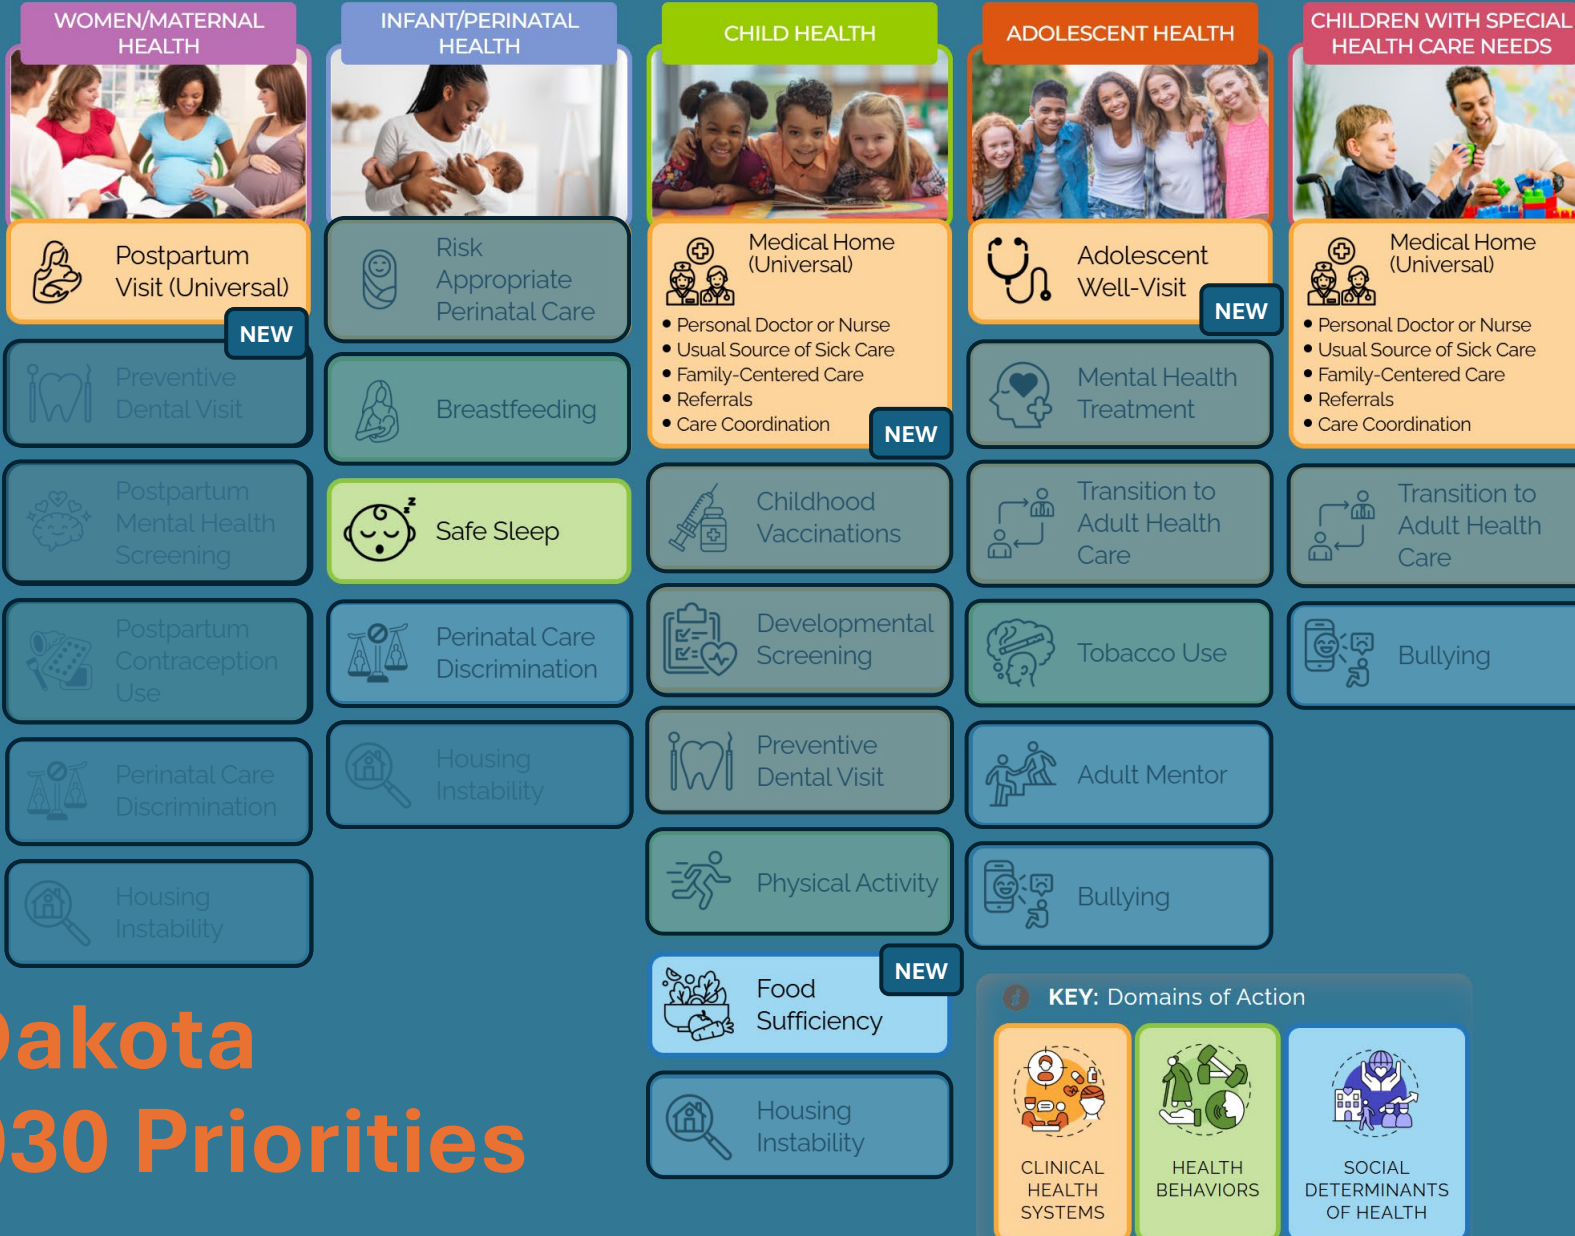 WOMEN/MATERNAL
HEALTH
Postpartum
Visit (Universal)
NEW
Preventive
Dental Visit
Postpartum
Mental Health
Screening
Postpartum
Contraception
Use
Perinatal Care
Discrimination
Housing
Instability
INFANT/PERINATAL
HEALTH
Risk
Appropriate
Perinatal Care
Breastfeeding
Safe Sleep
Perinatal Care
Discrimination
Housing
Instability
CHILD HEALTH
Medical Home
(Universal)
• Personal Doctor or Nurse
• Usual Source of Sick Care
• Family-Centered Care
• Referrals
• Care Coordination
NEW
Childhood
Vaccinations
Developmental
Screening
Preventive
Dental Visit
Physical Activity
NEW
Food
Sufficiency
Housing
Instability
ADOLESCENT HEALTH
Adolescent
Well-Visit
NEW
Mental Health
Treatment
Transition to
Adult Health
Care
Tobacco Use
Adult Mentor
Bullying
CHILDREN WITH SPECIAL
HEALTH CARE NEEDS
Medical Home
(Universal)
• Personal Doctor or Nurse
• Usual Source of Sick Care
• Family-Centered Care
• Referrals
• Care Coordination
Transition to
Adult Health
Care
Bullying
Dakota
030 Priorities
KEY: Domains of Action
CLINICAL
HEALTH
SYSTEMS
HEALTH
BEHAVIORS
SOCIAL
DETERMINANTS
OF HEALTH